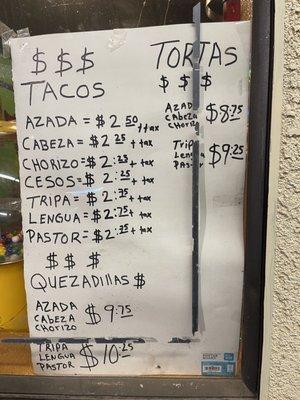 $ $ $
TACOS
AZADA = $2.50 + tax
CABEZA = $2.25 + tax
CHORIZO = $2.25 + tax
CESOS = $2.25 + tax
TRIPA = $2.75 + tax
LENGUA = $2.75 + tax
PASTOR = $2.75 + tax
$ $ $
QUEZADILLAS $
AZADA
CABEZA
CHORIZO
$9.75
TRIPA
LENGUA
PASTOR
$10.25
TORTAS
$ $ $
AZADA
CABEZA
CHORIZO
$8.75
TRIPA
LENGUA
PASTOR
$9.25